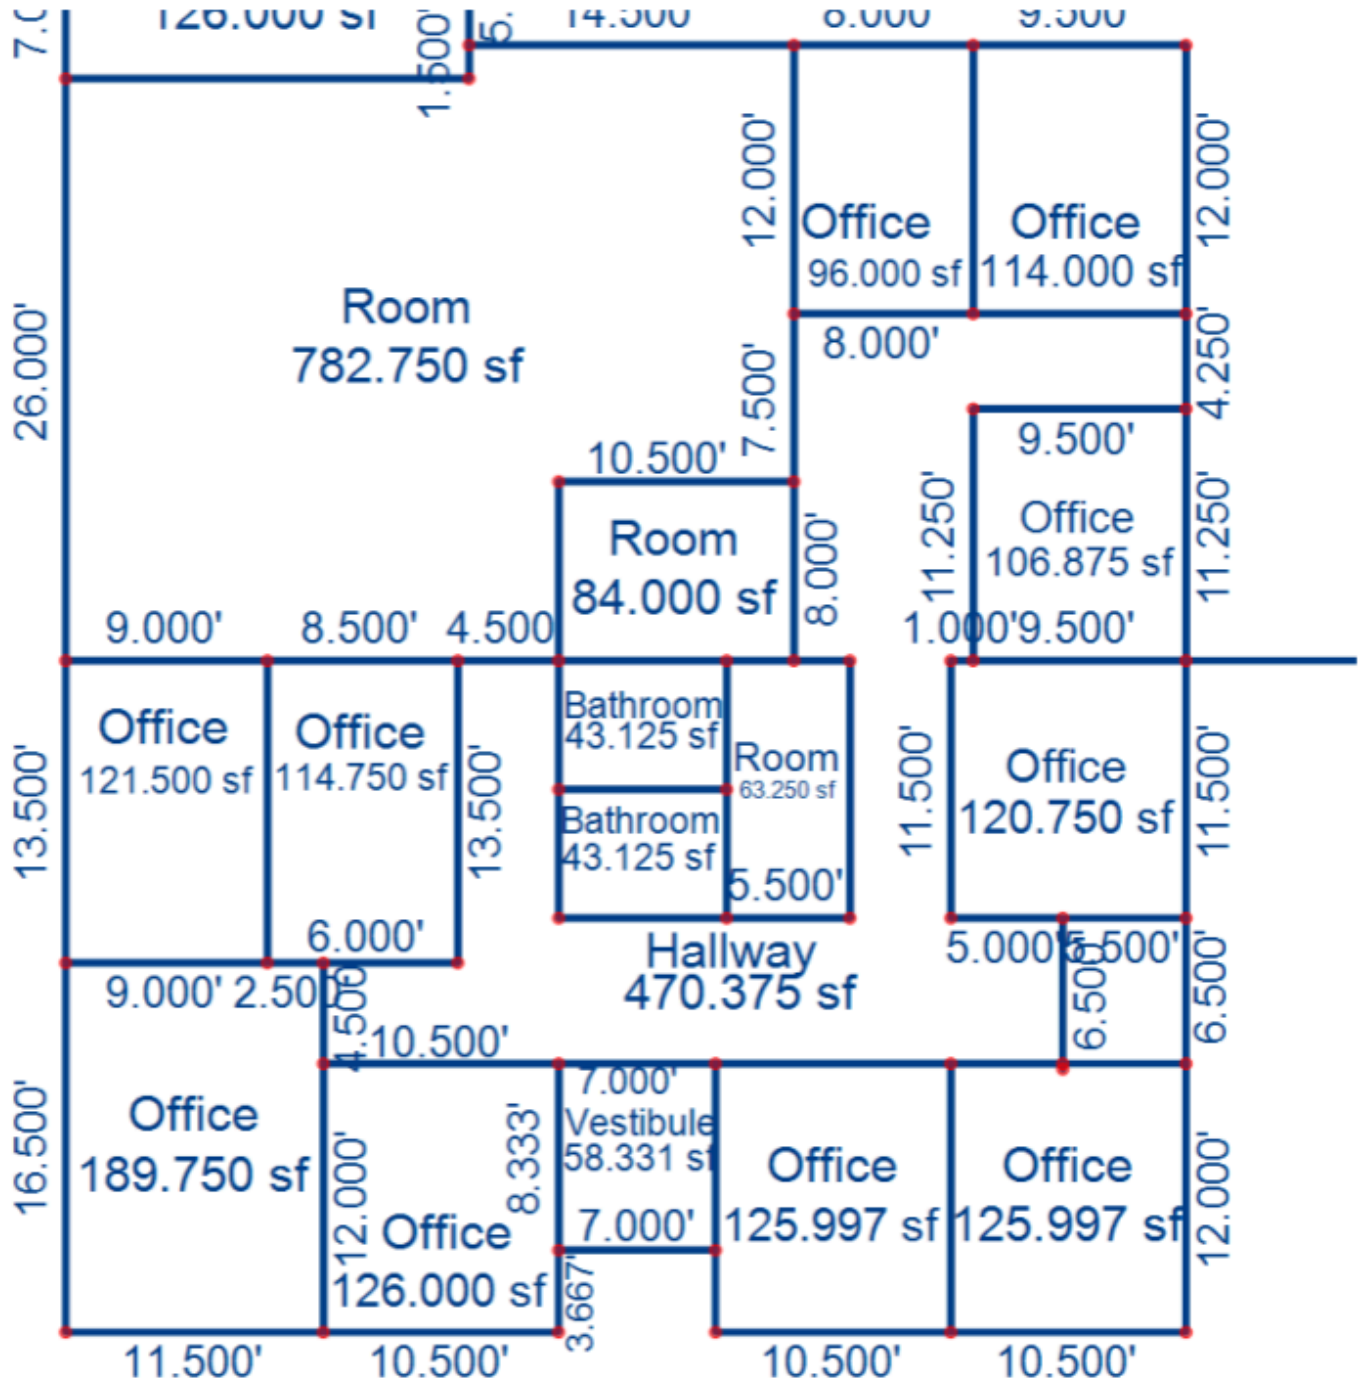 126.000 sf
14.500'
8.000'
9.500'
1.500'
12.000'
12.000'
Office
96.000 sf
Office
114.000 sf
Room
782.750 sf
26.000'
8.000'
7.500'
4.250'
9.500'
10.500'
11.250'
11.250'
Office
106.875 sf
Room
84.000 sf
8.000'
9.000'
8.500'
4.500
1.000'
9.500'
Office
121.500 sf
Office
114.750 sf
Bathroom
43.125 sf
Room
63.250 sf
Office
120.750 sf
13.500'
13.500'
11.500'
11.500'
Bathroom
43.125 sf
5.500'
6.000'
Hallway
470.375 sf
5.000'
5.500'
9.000'
2.500'
4.500'
6.500'
6.500'
10.500'
7.000'
Vestibule
58.331 sf
8.333'
Office
189.750 sf
16.500'
12.000'
Office
126.000 sf
7.000'
3.667'
Office
125.997 sf
Office
125.997 sf
12.000'
11.500'
10.500'
10.500'
10.500'